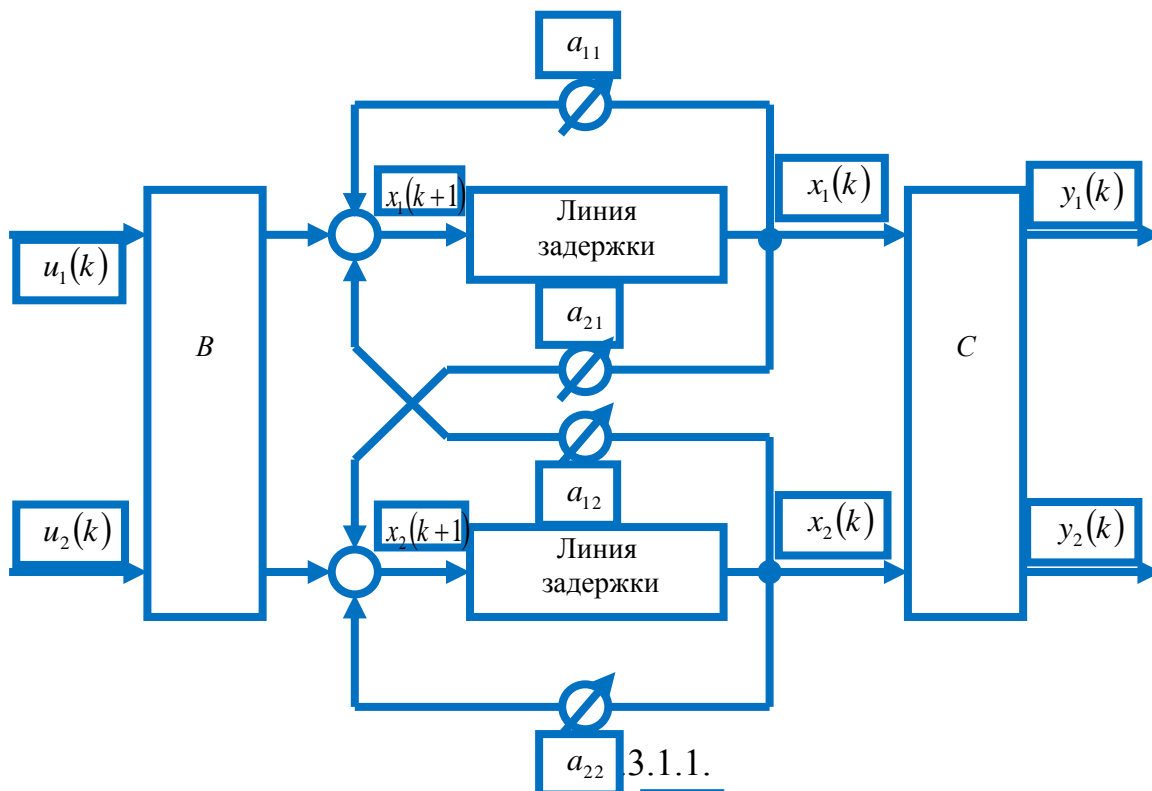 a₁₁
x₁(k+1)
Линия
задержки
x₁(k)
y₁(k)
u₁(k)
a₂₁
B
C
a₁₂
u₂(k)
x₂(k+1)
Линия
задержки
x₂(k)
y₂(k)
a₂₂ .3.1.1.